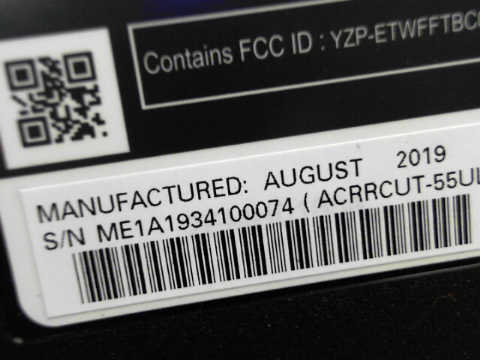 Contains FCC ID : YZP-ETWFFTBC
MANUFACTURED: AUGUST 2019
S/N ME1A1934100074 ( ACRRCUT-55UL